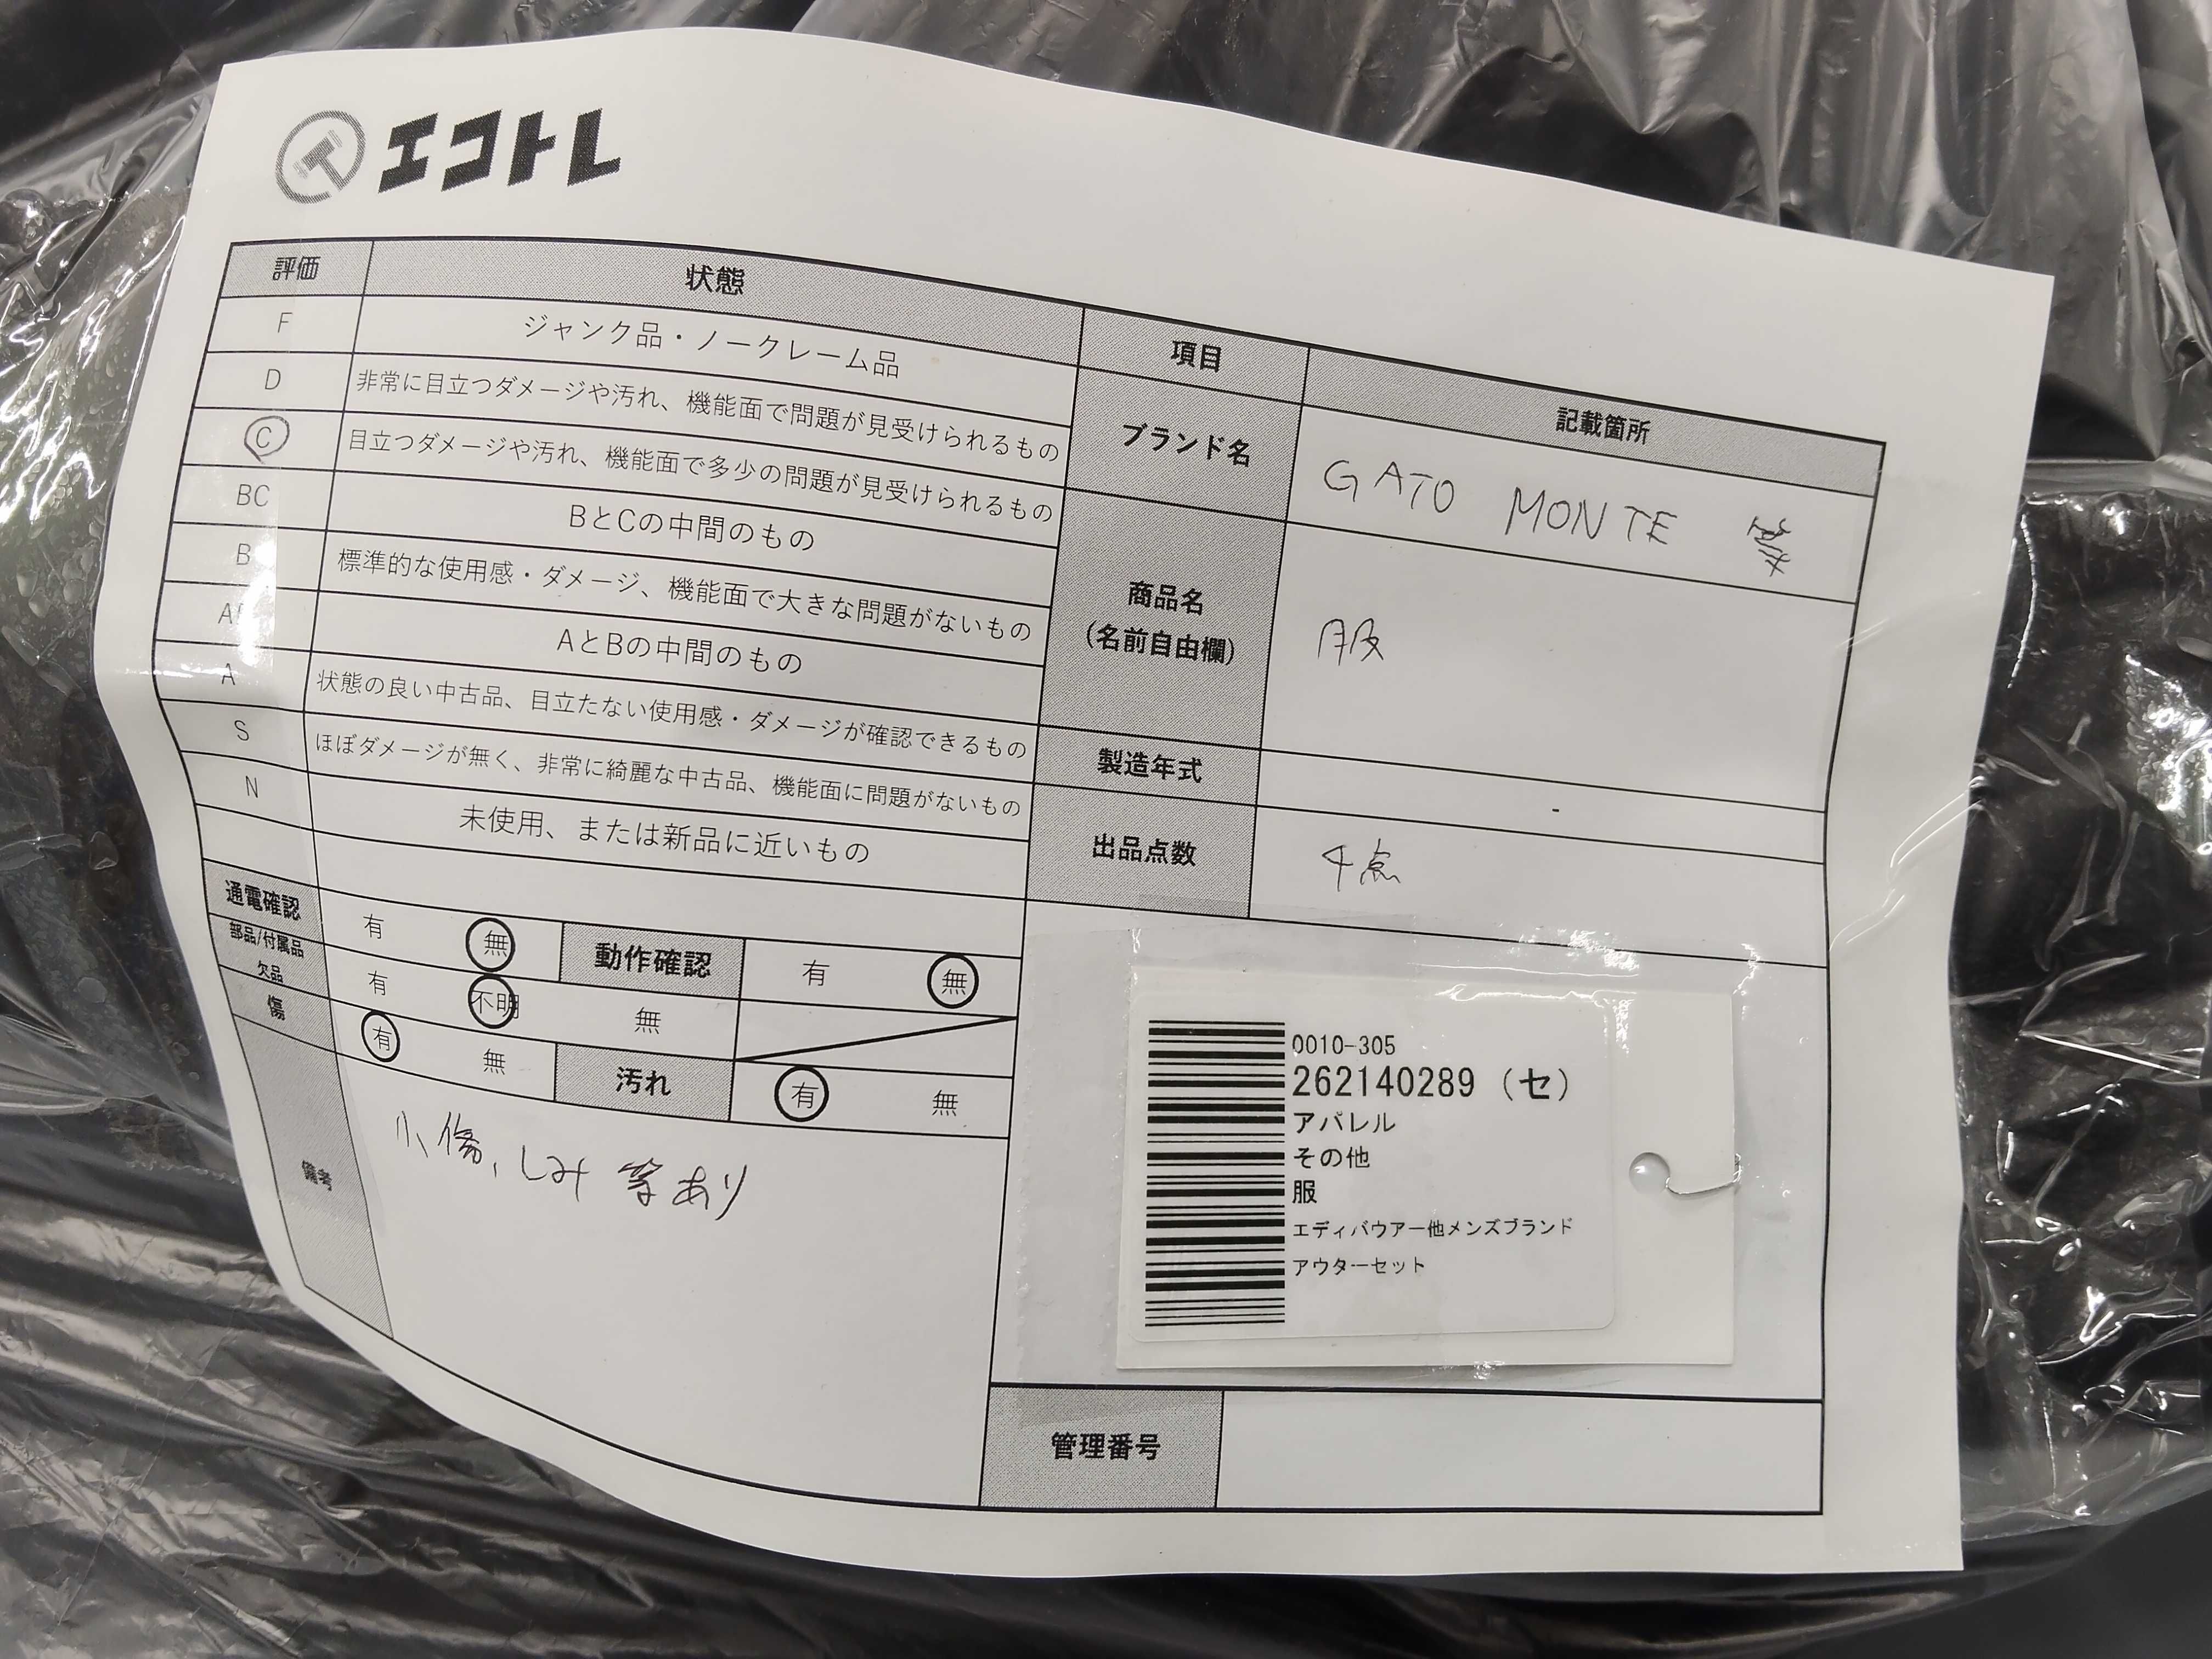 エコトレ
評価 状態
F ジャンク品・ノークレーム品
D 非常に目立つダメージや汚れ、機能面で問題が見受けられるもの
C 目立つダメージや汚れ、機能面で多少の問題が見受けられるもの
BC BとCの中間のもの
B 標準的な使用感・ダメージ、機能面で大きな問題がないもの
AとBの中間のもの
A 状態の良い中古品、目立たない使用感・ダメージが確認できるもの
S ほぼダメージが無く、非常に綺麗な中古品、機能面に問題がないもの
N 未使用、または新品に近いもの
通電確認 有 無 動作確認 有 無
部品/付属品
欠品 有 不明 無
傷 有 無 汚れ 有 無
備考 小傷、しみ 等あり
項目 記載箇所
ブランド名 GATO MONTE 等
商品名
(名前自由欄) 服
製造年式 -
出品点数 4点
0010-305
262140289 (セ)
アパレル
その他
服
エディバウアー他メンズブランド
アウターセット
管理番号